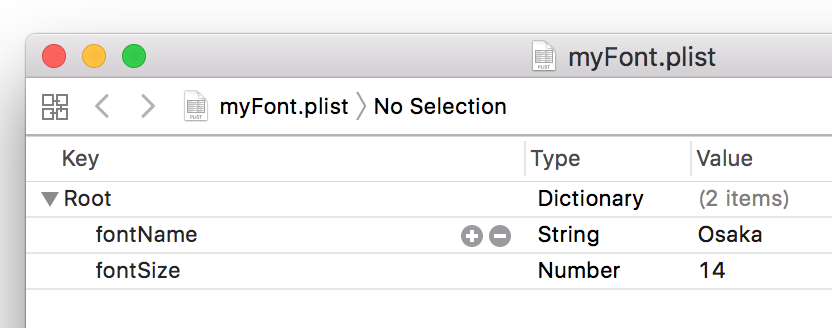 myFont.plist
myFont.plist No Selection
Key Type Value
Root Dictionary (2 items)
fontName String Osaka
fontSize Number 14